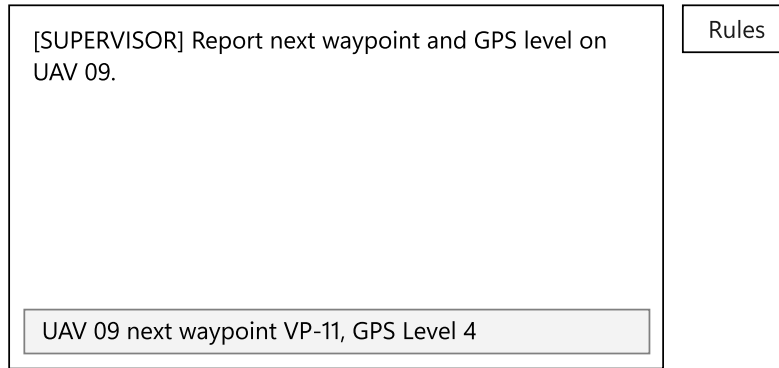 [SUPERVISOR] Report next waypoint and GPS level on
UAV 09.
Rules
UAV 09 next waypoint VP-11, GPS Level 4